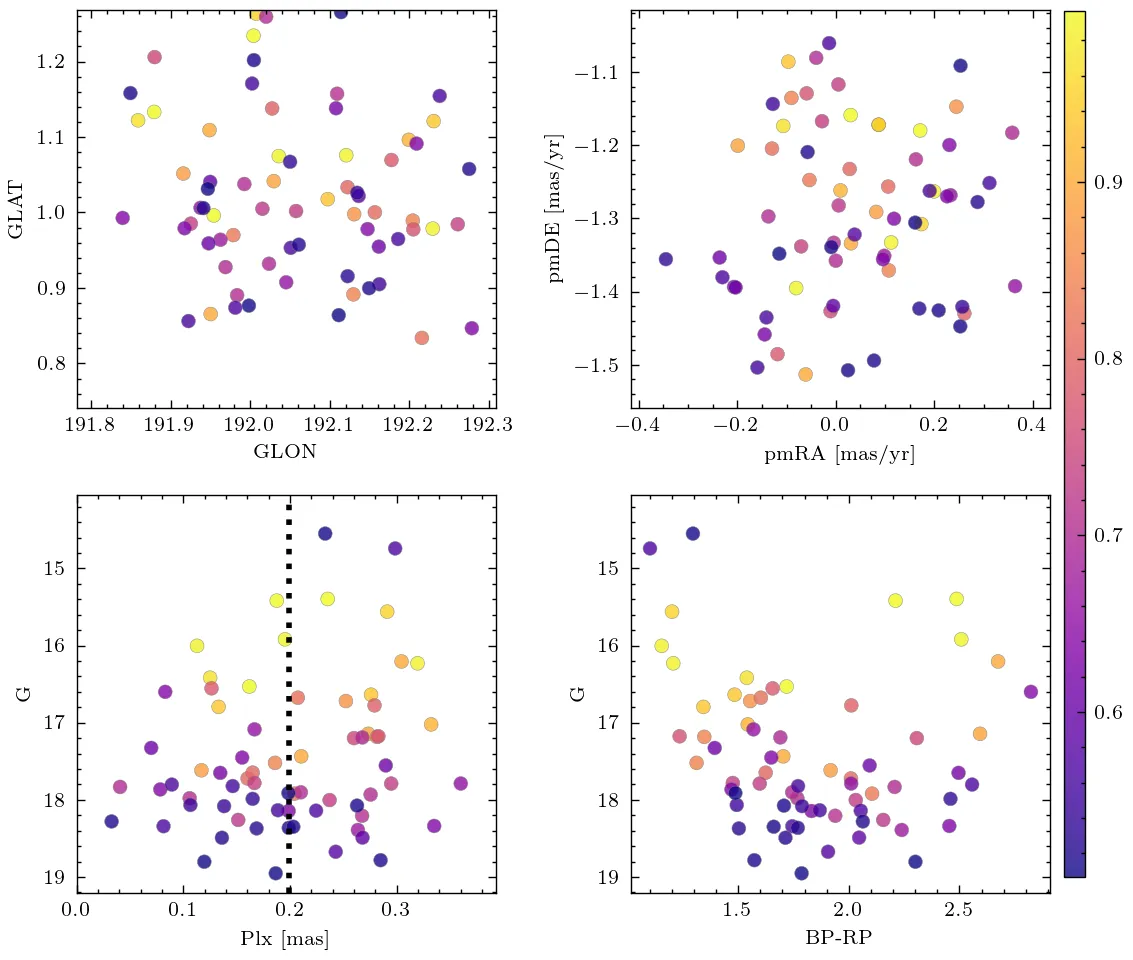 1.2
1.1
1.0
0.9
0.8
GLAT
191.8 191.9 192.0 192.1 192.2 192.3
GLON
−1.1
−1.2
−1.3
−1.4
−1.5
pmDE [mas/yr]
−0.4 −0.2 0.0 0.2 0.4
pmRA [mas/yr]
0.9
0.8
0.7
0.6
15
16
17
18
19
G
0.0 0.1 0.2 0.3
Plx [mas]
15
16
17
18
19
G
1.5 2.0 2.5
BP-RP